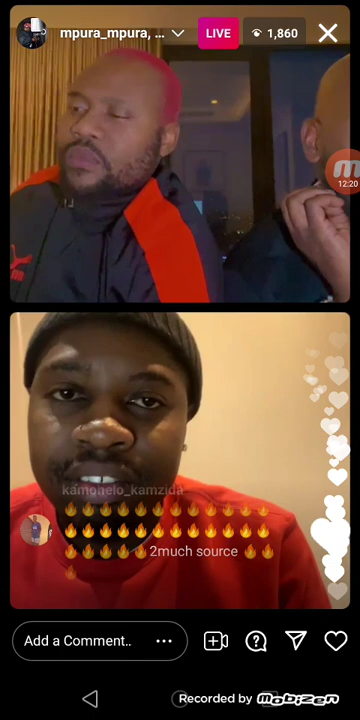 mpura_mpura, ...
LIVE
1,860
12:20
kamohelo_kamzida
🔥🔥🔥🔥🔥🔥🔥🔥🔥🔥
🔥🔥🔥🔥🔥🔥🔥🔥🔥🔥
🔥🔥🔥🔥🔥2much source 🔥🔥
🔥
Add a Comment..
Recorded by mobizen